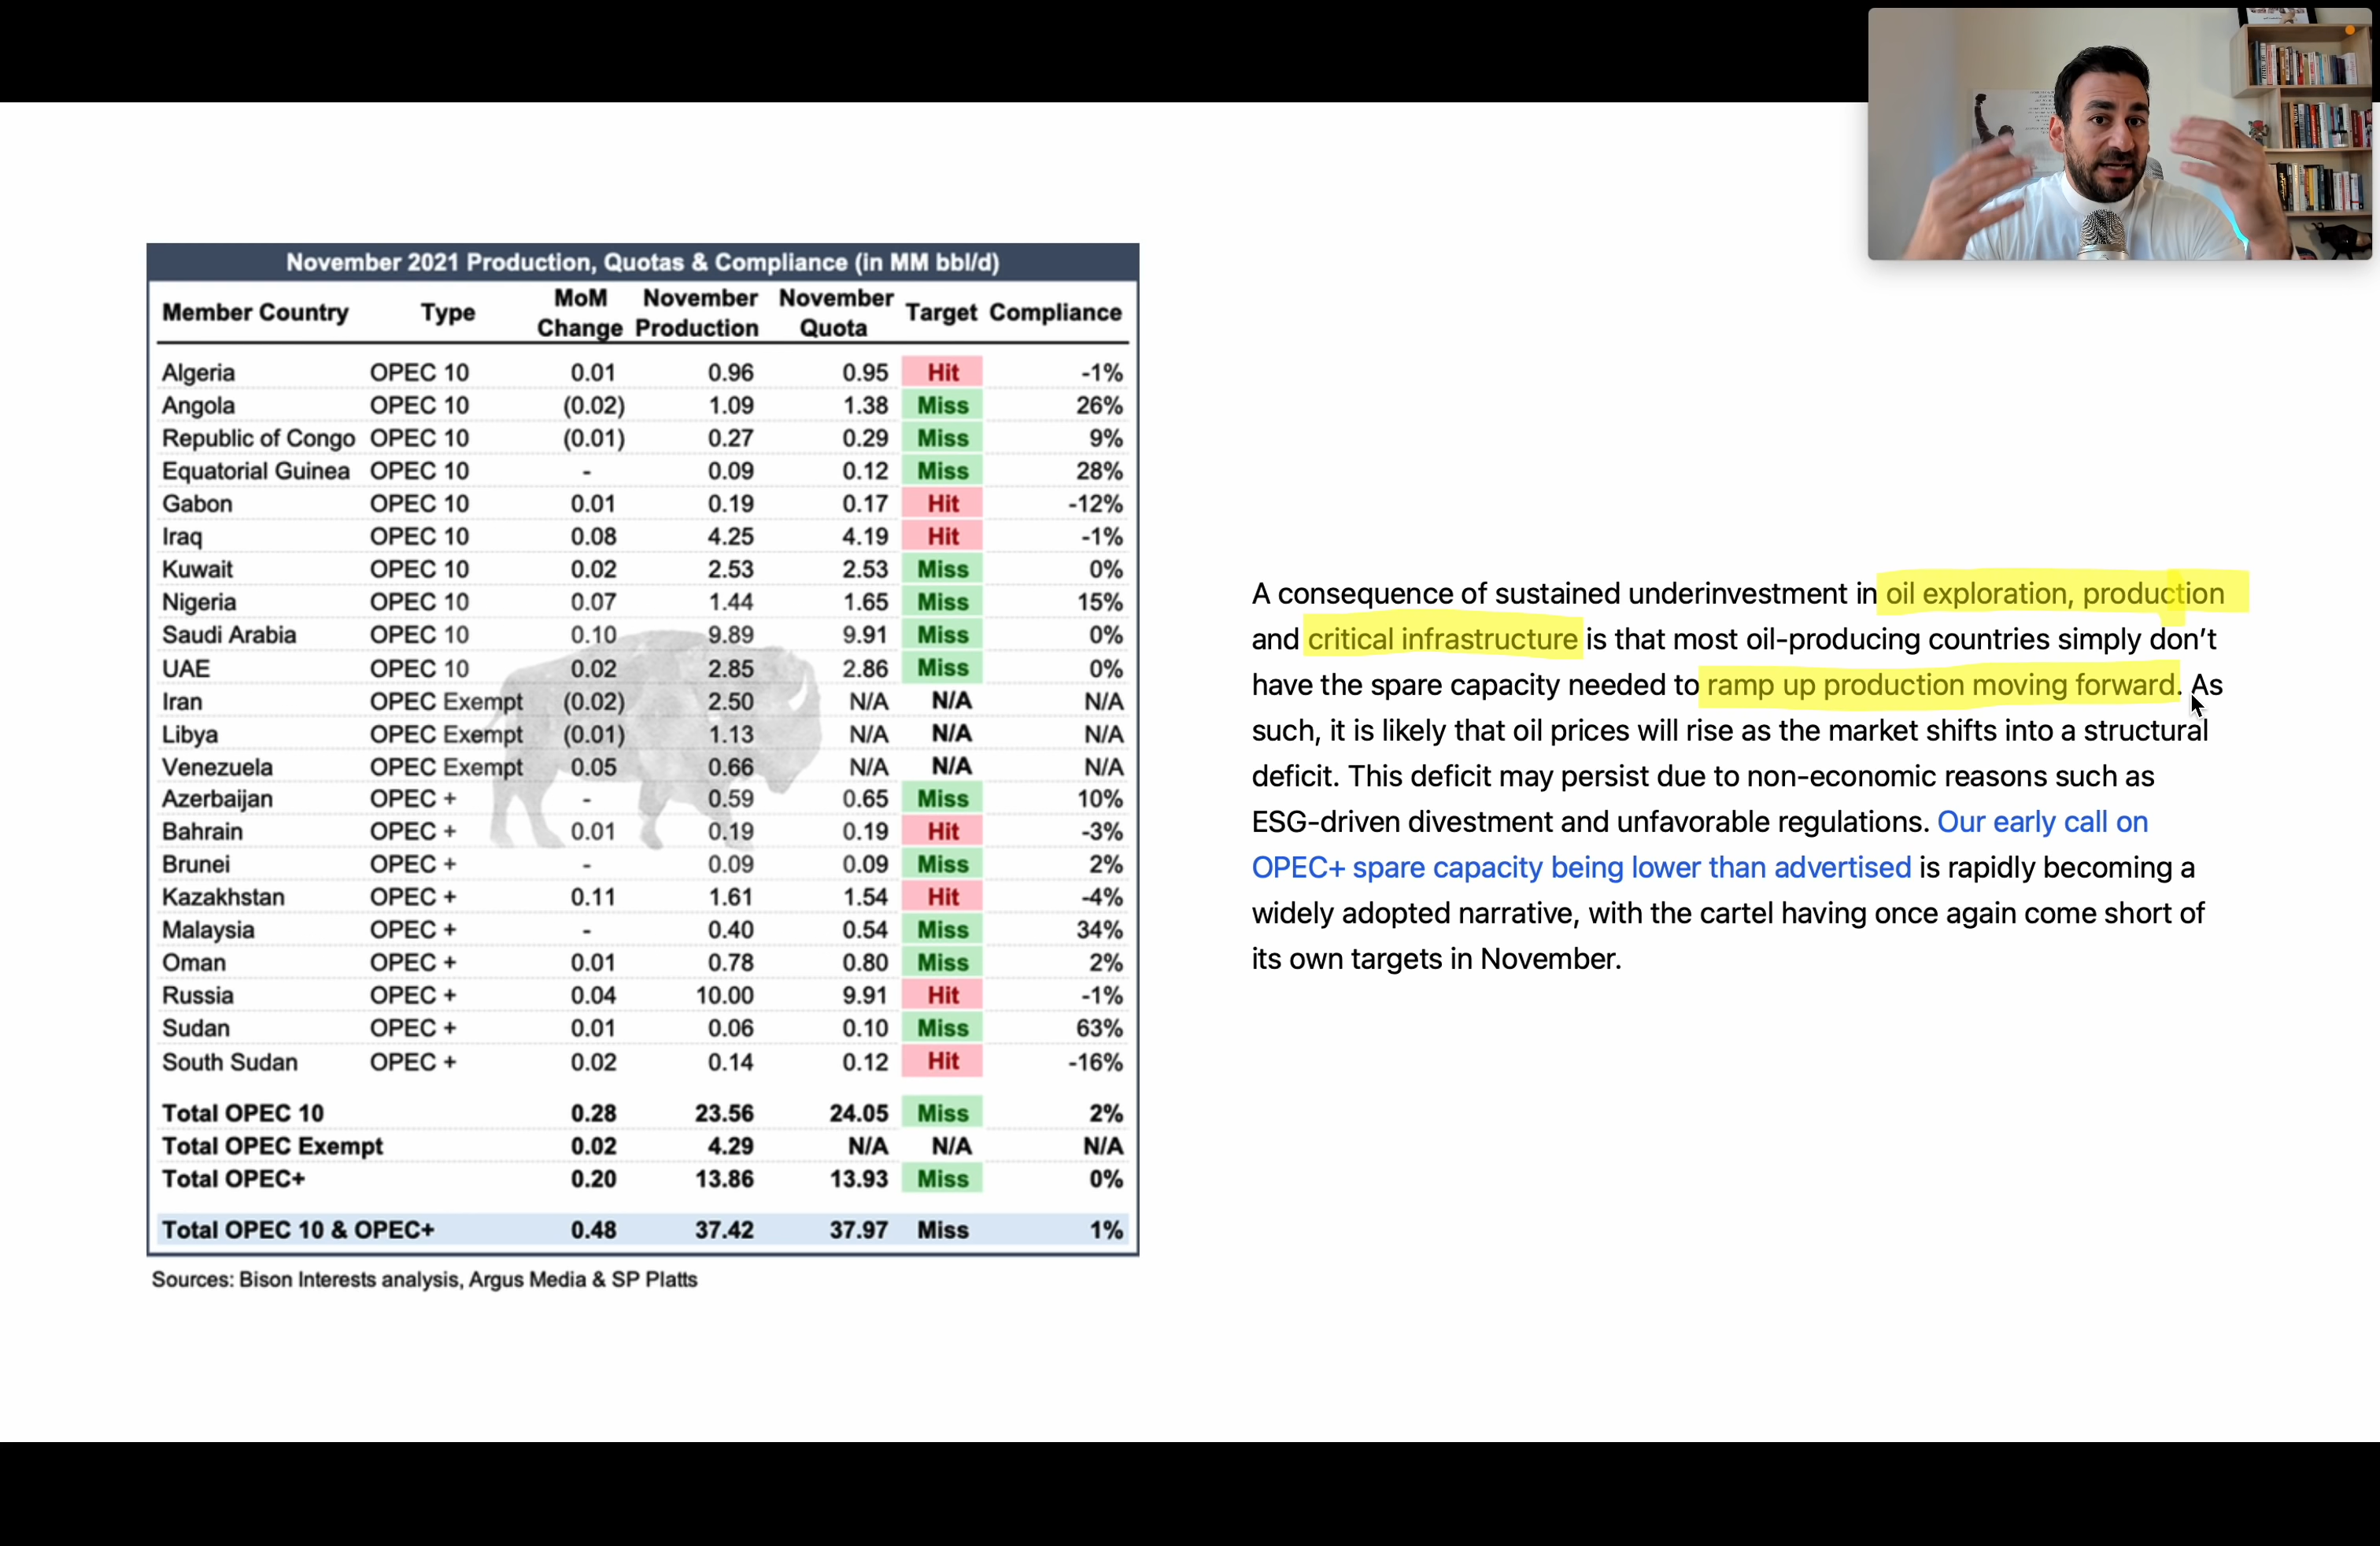 November 2021 Production, Quotas & Compliance (in MM bbl/d)
Member Country Type MoM Change November Production November Quota Target Compliance
Algeria OPEC 10 0.01 0.96 0.95 Hit -1%
Angola OPEC 10 (0.02) 1.09 1.38 Miss 26%
Republic of Congo OPEC 10 (0.01) 0.27 0.29 Miss 9%
Equatorial Guinea OPEC 10 - 0.09 0.12 Miss 28%
Gabon OPEC 10 0.01 0.19 0.17 Hit -12%
Iraq OPEC 10 0.08 4.25 4.19 Hit -1%
Kuwait OPEC 10 0.02 2.53 2.53 Miss 0%
Nigeria OPEC 10 0.07 1.44 1.65 Miss 15%
Saudi Arabia OPEC 10 0.10 9.89 9.91 Miss 0%
UAE OPEC 10 0.02 2.85 2.86 Miss 0%
Iran OPEC Exempt (0.02) 2.50 N/A N/A N/A
Libya OPEC Exempt (0.01) 1.13 N/A N/A N/A
Venezuela OPEC Exempt 0.05 0.66 N/A N/A N/A
Azerbaijan OPEC + - 0.59 0.65 Miss 10%
Bahrain OPEC + 0.01 0.19 0.19 Hit -3%
Brunei OPEC + - 0.09 0.09 Miss 2%
Kazakhstan OPEC + 0.11 1.61 1.54 Hit -4%
Malaysia OPEC + - 0.40 0.54 Miss 34%
Oman OPEC + 0.01 0.78 0.80 Miss 2%
Russia OPEC + 0.04 10.00 9.91 Hit -1%
Sudan OPEC + 0.01 0.06 0.10 Miss 63%
South Sudan OPEC + 0.02 0.14 0.12 Hit -16%
Total OPEC 10 0.28 23.56 24.05 Miss 2%
Total OPEC Exempt 0.02 4.29 N/A N/A N/A
Total OPEC+ 0.20 13.86 13.93 Miss 0%
Total OPEC 10 & OPEC+ 0.48 37.42 37.97 Miss 1%
Sources: Bison Interests analysis, Argus Media & SP Platts
A consequence of sustained underinvestment in oil exploration, production
and critical infrastructure is that most oil-producing countries simply don't
have the spare capacity needed to ramp up production moving forward. As
such, it is likely that oil prices will rise as the market shifts into a structural
deficit. This deficit may persist due to non-economic reasons such as
ESG-driven divestment and unfavorable regulations. Our early call on
OPEC+ spare capacity being lower than advertised is rapidly becoming a
widely adopted narrative, with the cartel having once again come short of
its own targets in November.